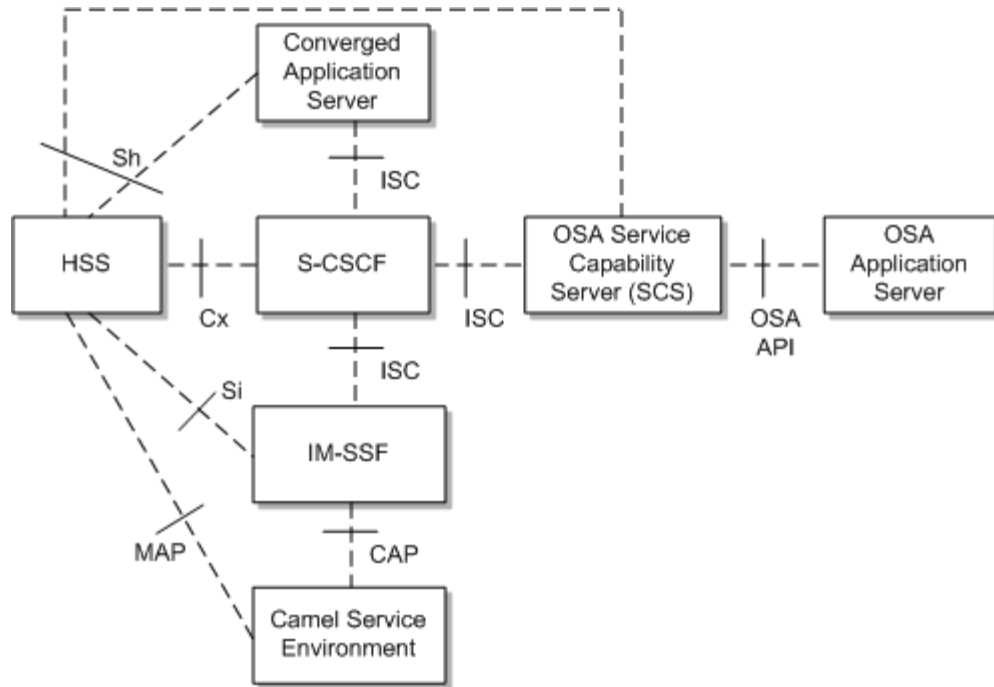 Converged
Application
Server
Sh
ISC
HSS
S-CSCF
OSA Service
Capability
Server (SCS)
OSA
Application
Server
Cx
ISC
OSA
API
ISC
Si
IM-SSF
MAP
CAP
Camel Service
Environment